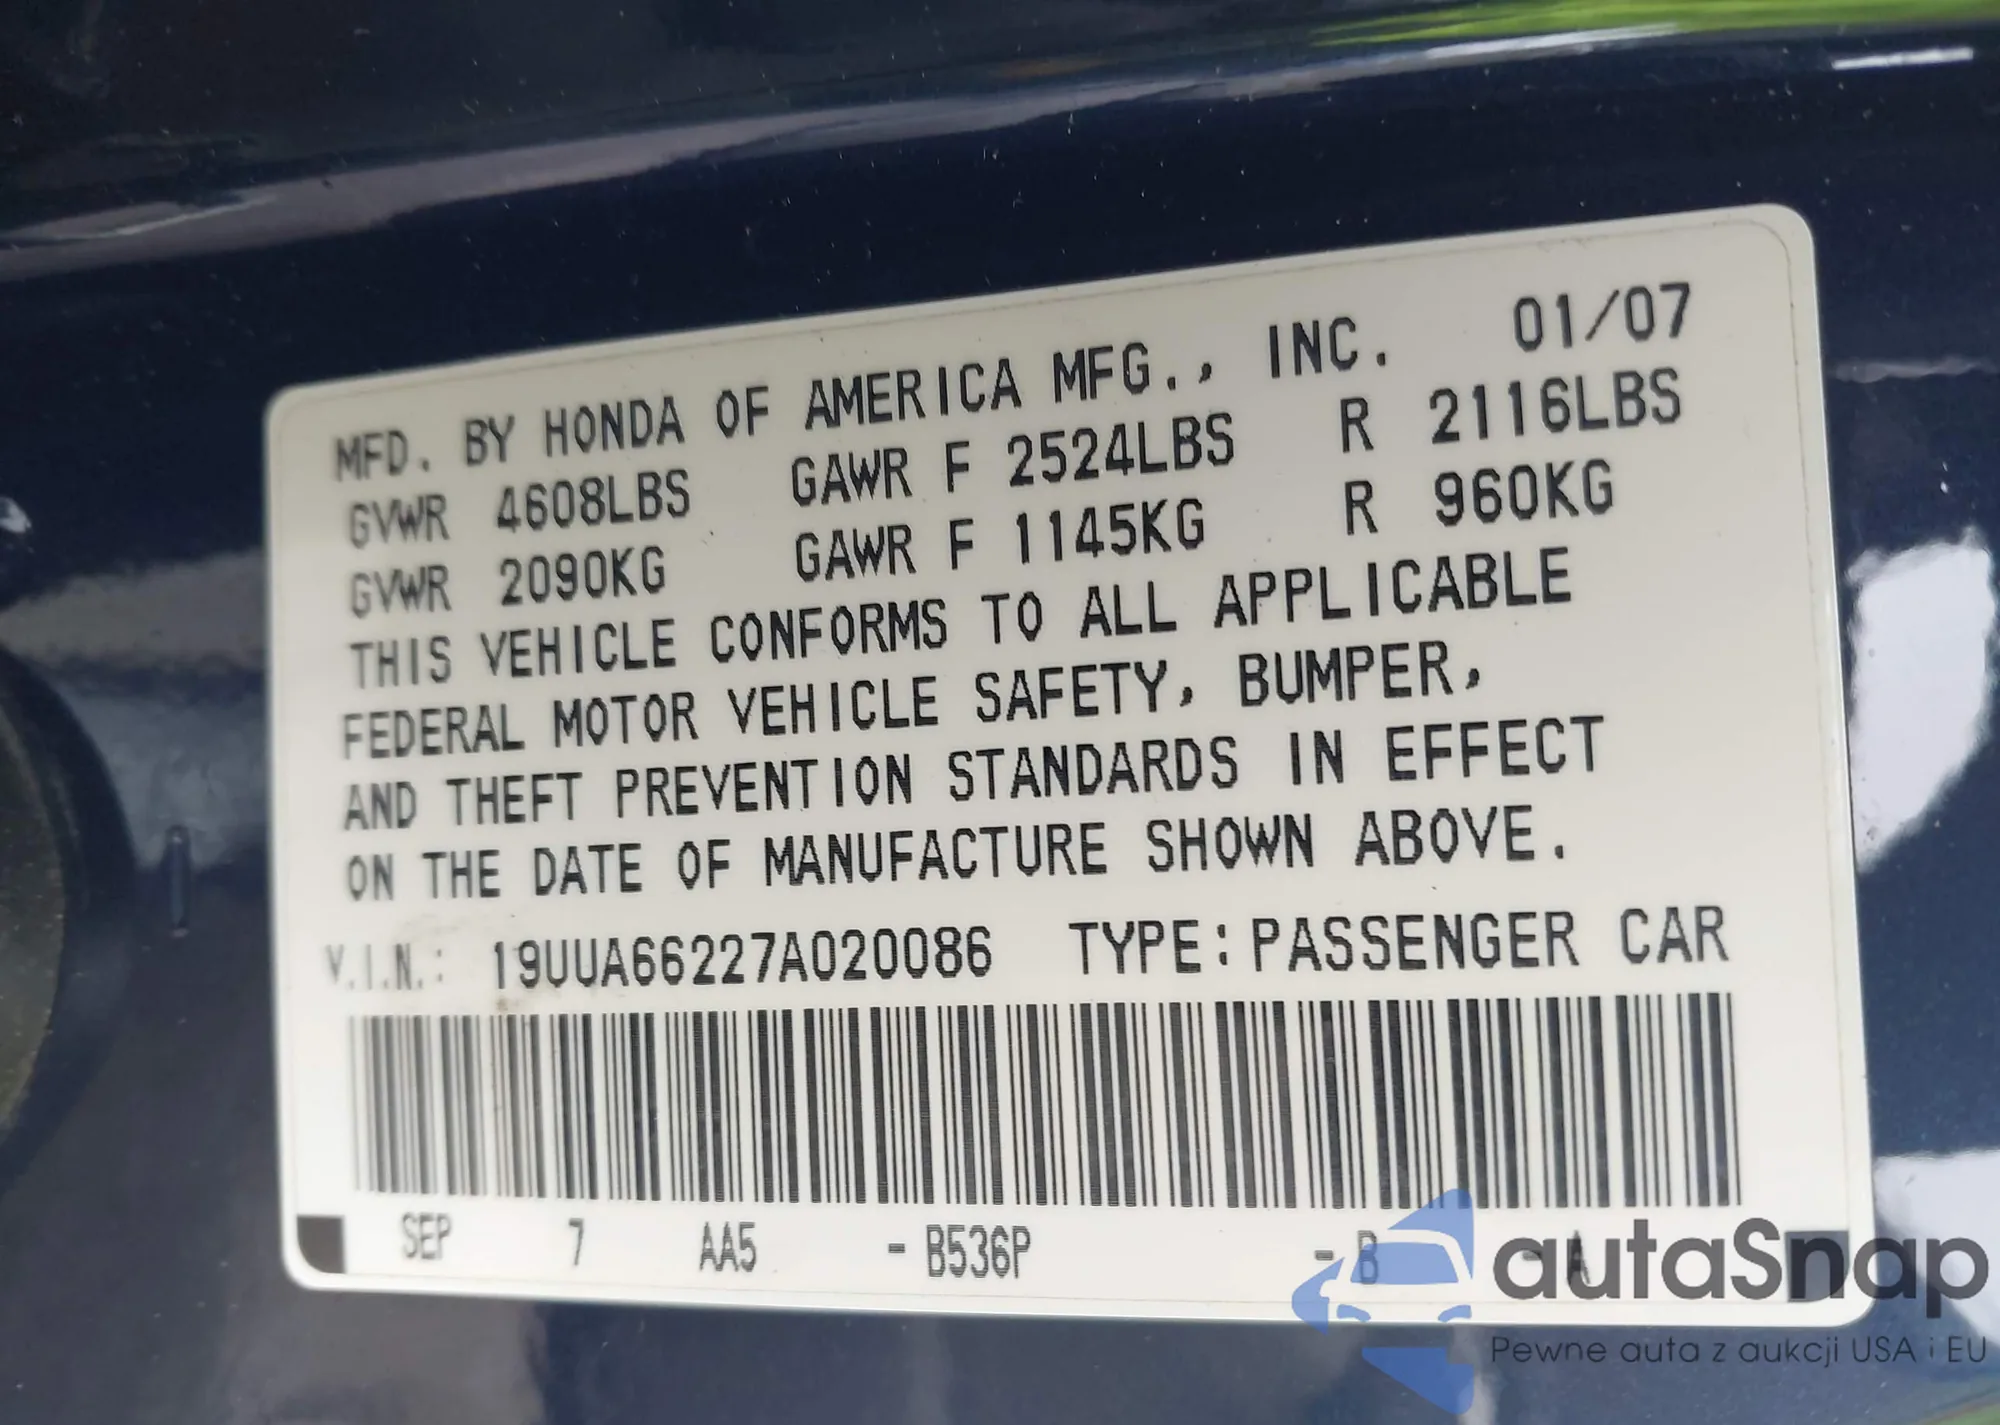 MFD. BY HONDA OF AMERICA MFG., INC. 01/07
GVWR 4608LBS GAWR F 2524LBS R 2116LBS
GVWR 2090KG GAWR F 1145KG R 960KG
THIS VEHICLE CONFORMS TO ALL APPLICABLE
FEDERAL MOTOR VEHICLE SAFETY, BUMPER,
AND THEFT PREVENTION STANDARDS IN EFFECT
ON THE DATE OF MANUFACTURE SHOWN ABOVE.
V.I.N.: 19UUA66227A020086 TYPE: PASSENGER CAR
SEP 7 AA5 - B536P - B - A
autaSnap
Pewne auta z aukcji USA i EU